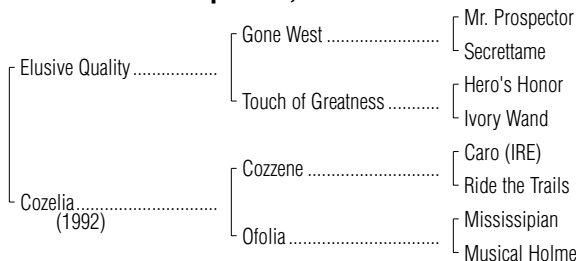 Mr. Prospector
Gone West ....................
Secrettame
Elusive Quality ..................
Hero's Honor
Touch of Greatness ...........
Ivory Wand
Caro (IRE)
Cozzene .......................
Ride the Trails
Cozelia ..............................
(1992)
Mississipian
Ofolia ...........................
Musical Holme